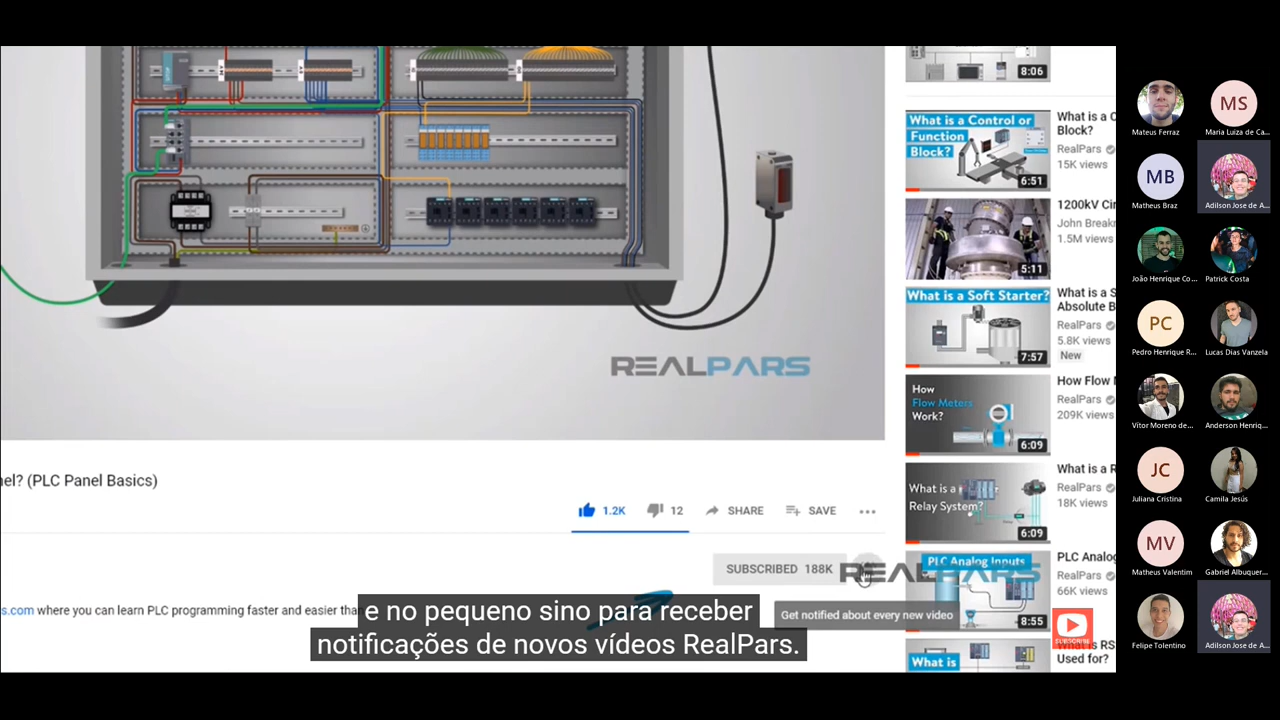 8:06
What is a Control or
Function
Block?
6:51
What is a C
Block?
RealPars
15K views
5:11
1200kV Cir
John Breakn
1.5M views
What is a Soft Starter?
7:57
What is a S
Absolute B
RealPars
5.8K views
New
How
Flow Meters
Work?
6:09
How Flow M
RealPars
209K views
What is a
Relay System?
6:09
What is a R
RealPars
18K views
PLC Analog Inputs
8:55
PLC Analog
RealPars
66K views
What is
What is RS
Used for?
REALPARS
nel? (PLC Panel Basics)
1.2K
12
SHARE
SAVE
SUBSCRIBED 188K
REALPARS
Get notified about every new video
SUBSCRIBE
s.com where you can learn PLC programming faster and easier than
e no pequeno sino para receber
notificações de novos vídeos RealPars.
Mateus Ferraz
MS
Maria Luiza de Ca...
MB
Matheus Braz
Adilson Jose de A...
João Henrique Co...
Patrick Costa
PC
Pedro Henrique R...
Lucas Dias Vanzela
Vítor Moreno de...
Anderson Henriq...
JC
Juliana Cristina
Camila Jesús
MV
Matheus Valentim
Gabriel Albuquer...
Felipe Tolentino
Adilson Jose de A...